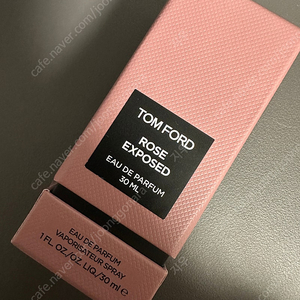 TOM FORD
ROSE
EXPOSED
EAU DE PARFUM
30 ML
EAU DE PARFUM
VAPORISATEUR SPRAY
1 FL. OZ/OZ. LIQ./30 ml e